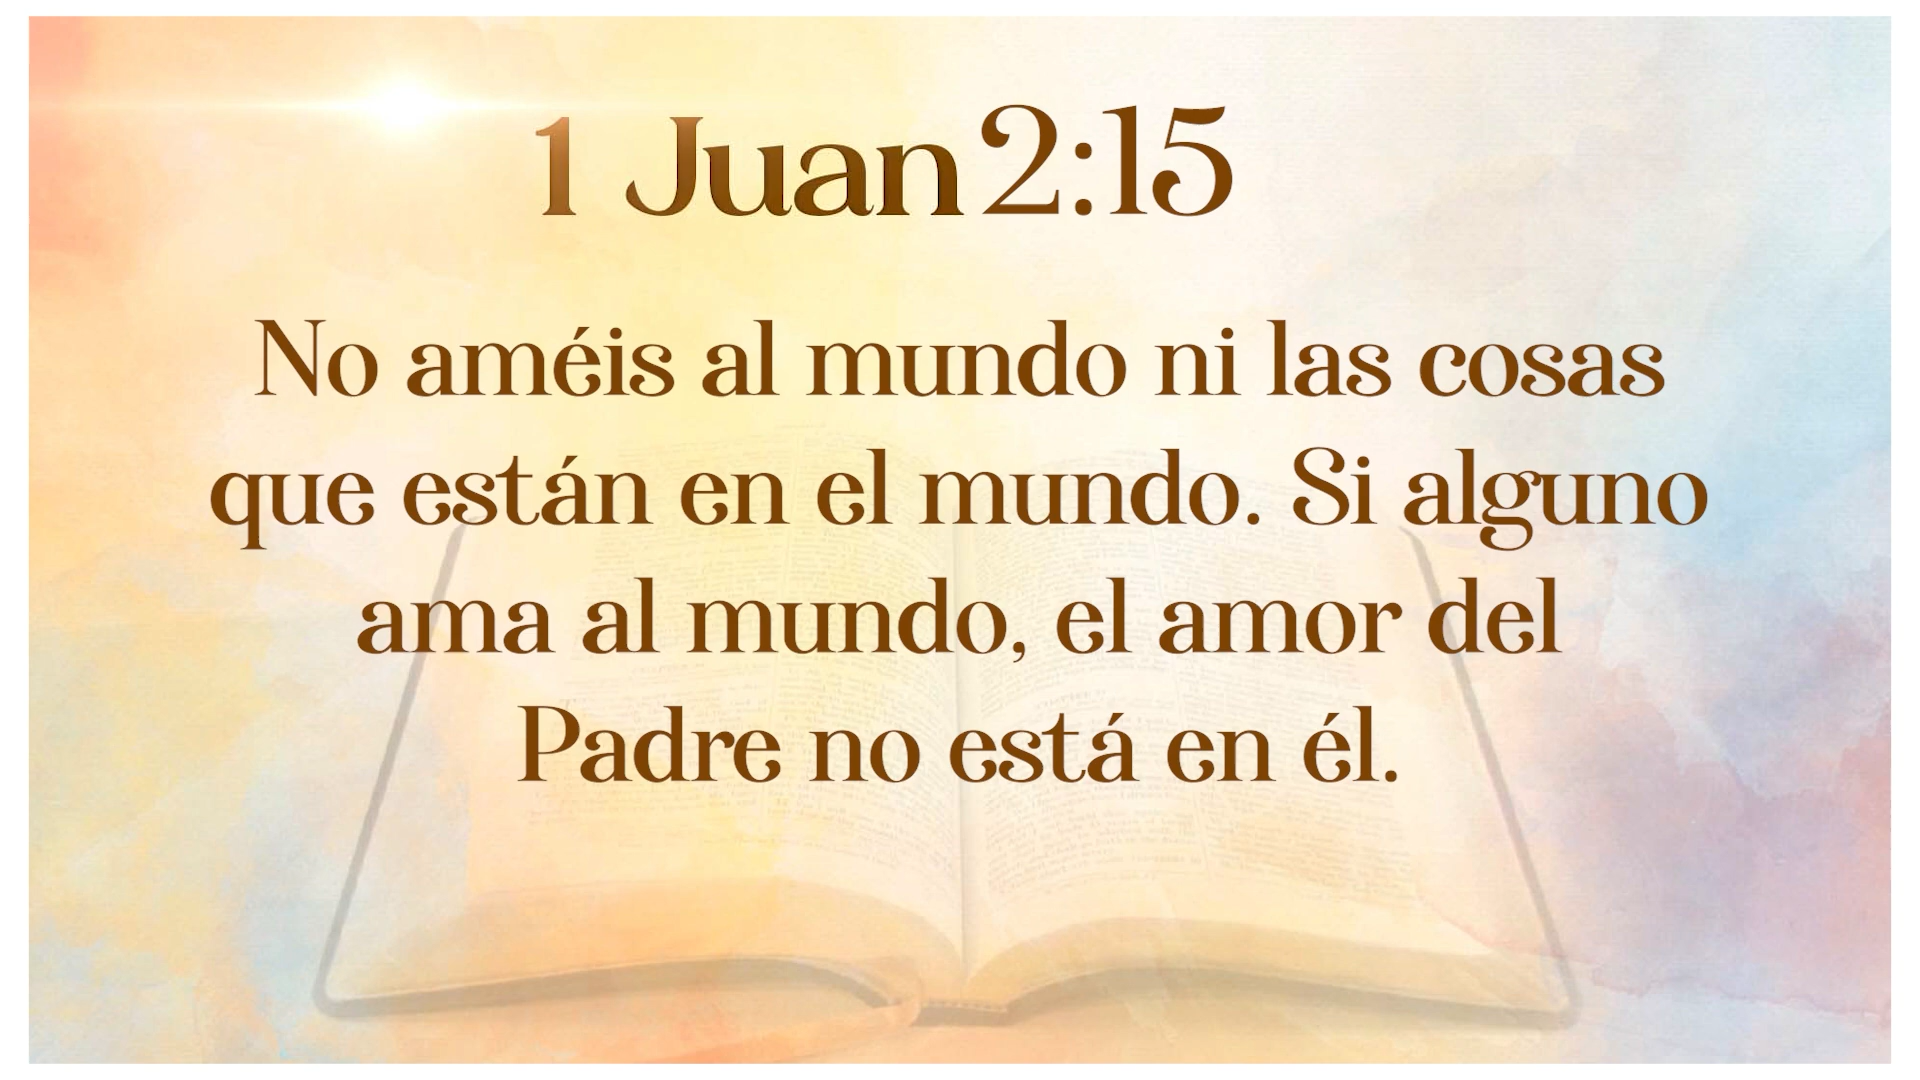 1 Juan 2:15
No améis al mundo ni las cosas
que están en el mundo. Si alguno
ama al mundo, el amor del
Padre no está en él.